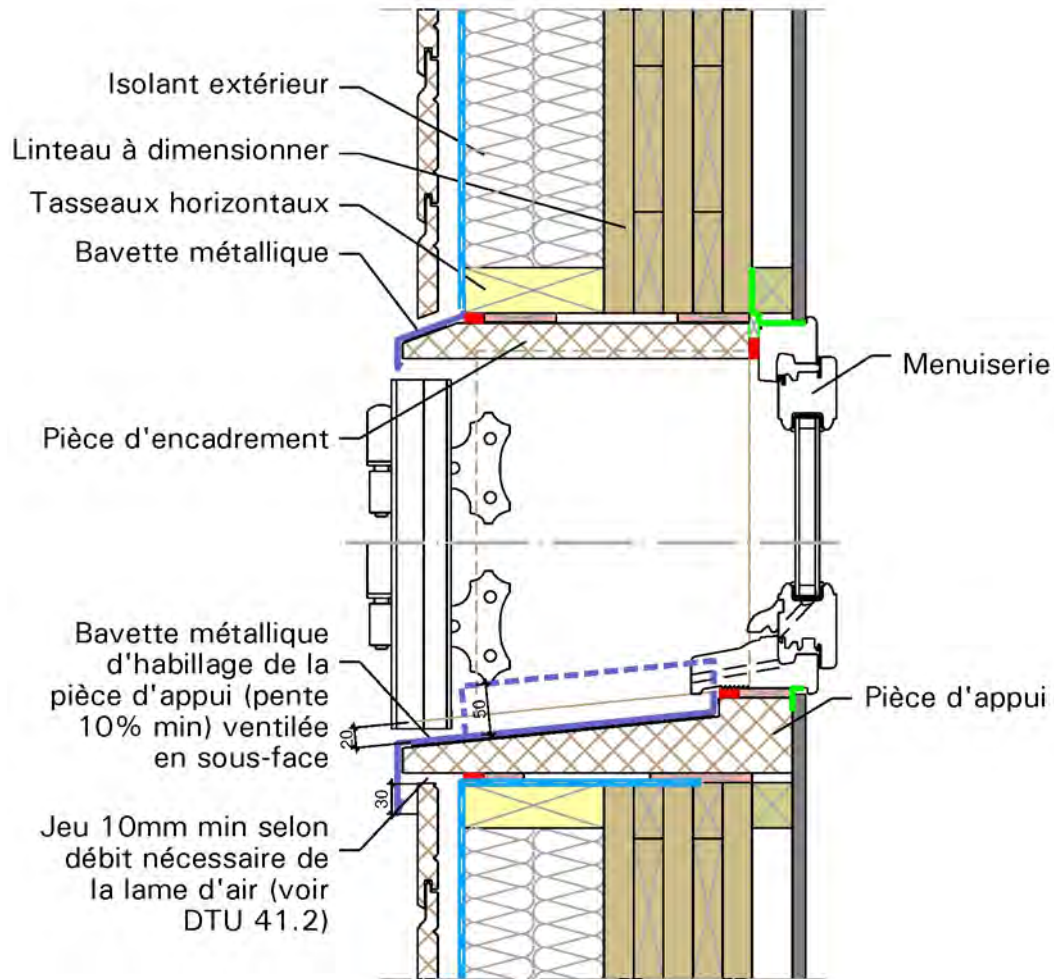 Isolant extérieur
Linteau à dimensionner
Tasseaux horizontaux
Bavette métallique
Menuiserie
Pièce d'encadrement
Bavette métallique
d'habillage de la
pièce d'appui (pente
10% min) ventilée
en sous-face
Pièce d'appui
50
20
30
Jeu 10mm min selon
débit nécessaire de
la lame d'air (voir
DTU 41.2)